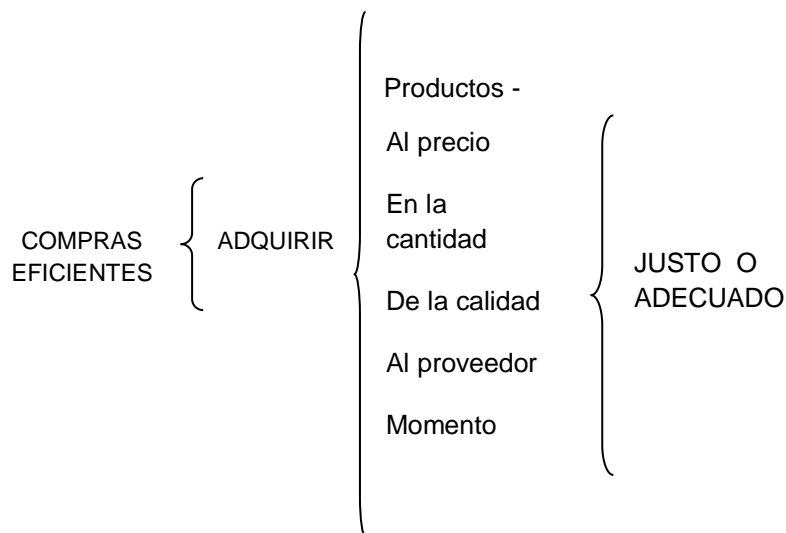 COMPRAS
EFICIENTES
ADQUIRIR
Productos -
Al precio
En la
cantidad
De la calidad
Al proveedor
Momento
JUSTO O
ADECUADO